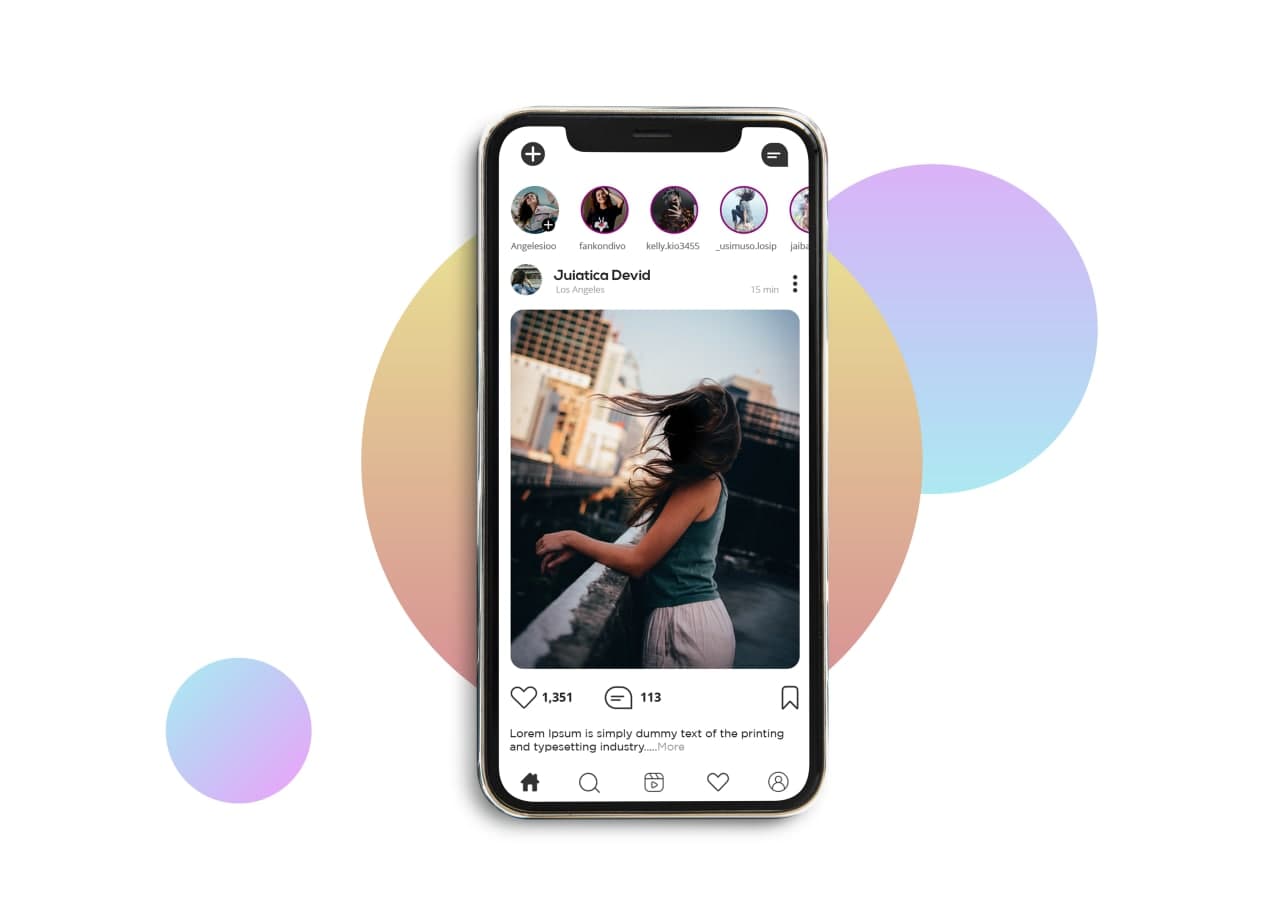 Angelesioo
fankondivo
kelly.kio3455
_usimuso.losip
jaiba
Juiatica Devid
Los Angeles
15 min
1,351
113
Lorem Ipsum is simply dummy text of the printing
and typesetting industry.....More